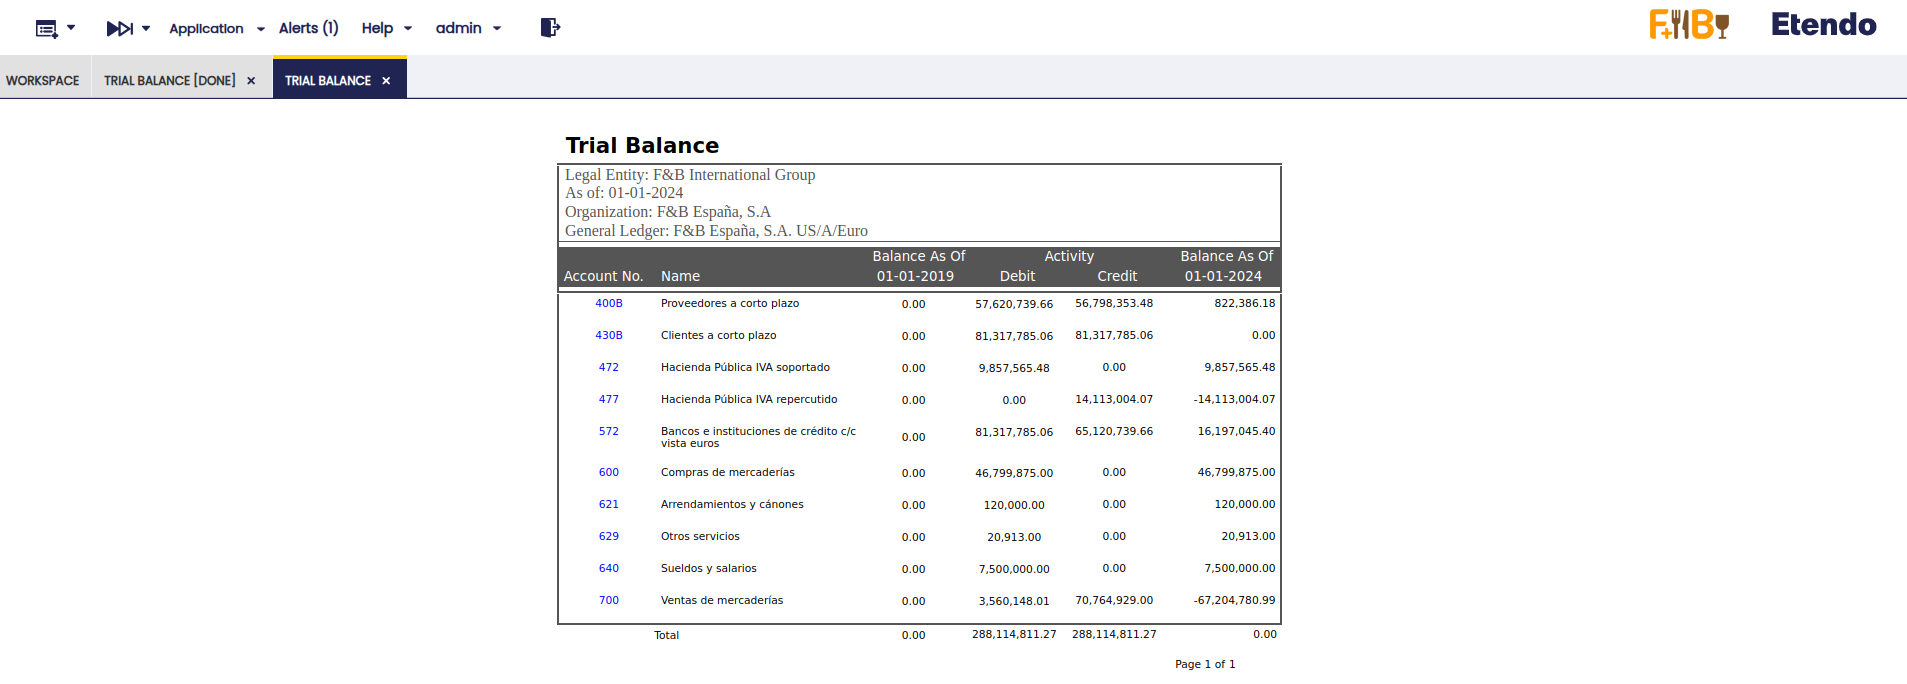 Application Alerts (1) Help admin F+B Etendo
WORKSPACE TRIAL BALANCE [DONE] × TRIAL BALANCE ×
Trial Balance
Legal Entity: F&B International Group
As of: 01-01-2024
Organization: F&B España, S.A
General Ledger: F&B España, S.A. US/A/Euro
Balance As Of Activity Balance As Of
Account No. Name 01-01-2019 Debit Credit 01-01-2024
400B Proveedores a corto plazo 0.00 57,620,739.66 56,798,353.48 822,386.18
430B Clientes a corto plazo 0.00 81,317,785.06 81,317,785.06 0.00
472 Hacienda Pública IVA soportado 0.00 9,857,565.48 0.00 9,857,565.48
477 Hacienda Pública IVA repercutido 0.00 0.00 14,113,004.07 -14,113,004.07
572 Bancos e instituciones de crédito c/c 0.00 81,317,785.06 65,120,739.66 16,197,045.40
vista euros
600 Compras de mercaderías 0.00 46,799,875.00 0.00 46,799,875.00
621 Arrendamientos y cánones 0.00 120,000.00 0.00 120,000.00
629 Otros servicios 0.00 20,913.00 0.00 20,913.00
640 Sueldos y salarios 0.00 7,500,000.00 0.00 7,500,000.00
700 Ventas de mercaderías 0.00 3,560,148.01 70,764,929.00 -67,204,780.99
Total 0.00 288,114,811.27 288,114,811.27 0.00
Page 1 of 1